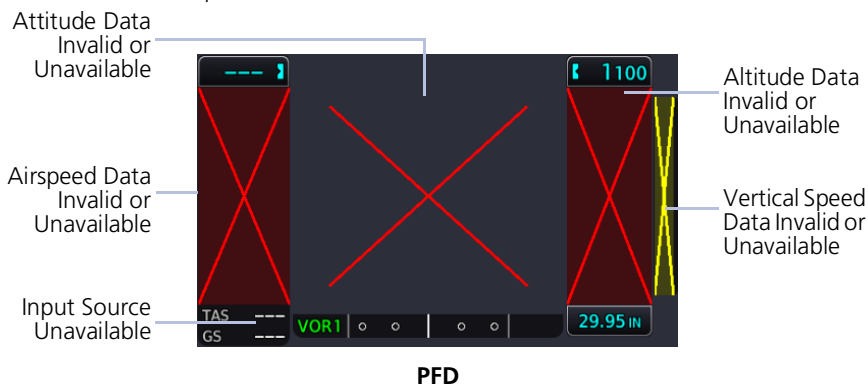 Attitude Data
Invalid or
Unavailable
Airspeed Data
Invalid or
Unavailable
Input Source
Unavailable
---
1100
TAS ---
GS ---
VOR1
29.95 IN
Altitude Data
Invalid or
Unavailable
Vertical Speed
Data Invalid or
Unavailable
PFD